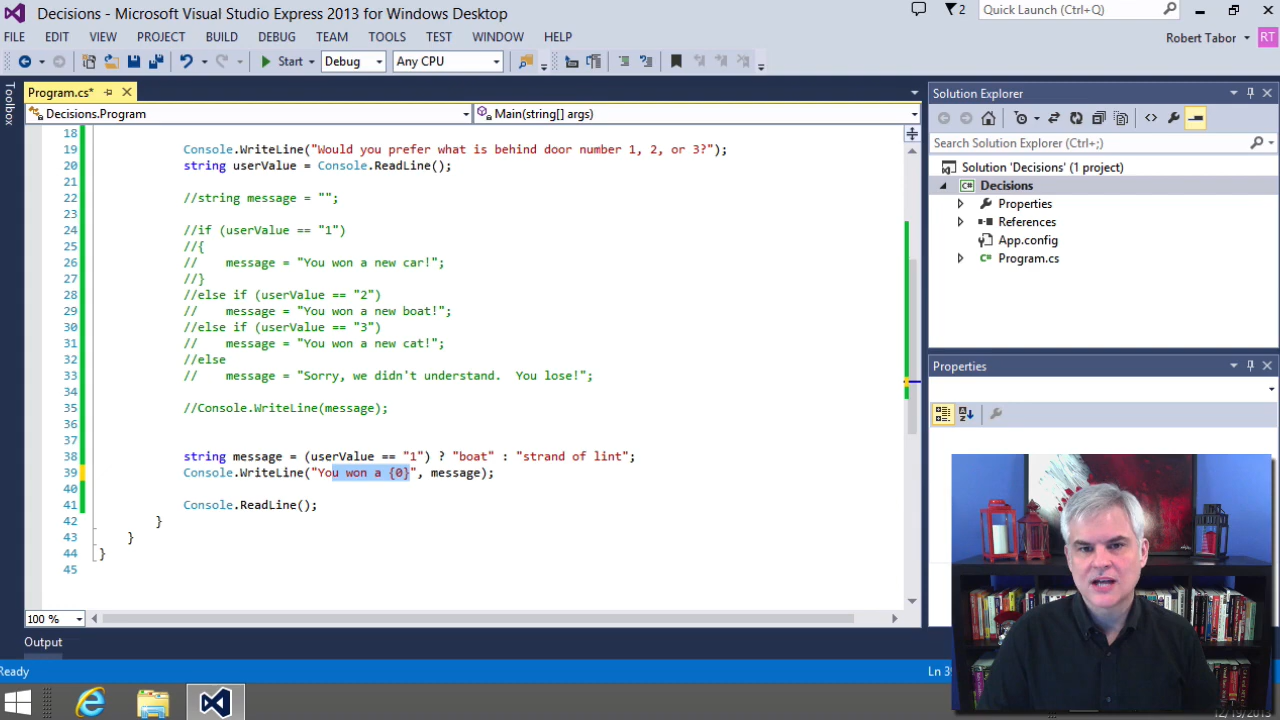 Decisions - Microsoft Visual Studio Express 2013 for Windows Desktop
2
Quick Launch (Ctrl+Q)
FILE EDIT VIEW PROJECT BUILD DEBUG TEAM TOOLS TEST WINDOW HELP
Robert Tabor RT
Start Debug Any CPU
Toolbox
Program.cs*
Decisions.Program Main(string[] args)
18
19 Console.WriteLine("Would you prefer what is behind door number 1, 2, or 3?");
20 string userValue = Console.ReadLine();
21
22 //string message = "";
23
24 //if (userValue == "1")
25 //{
26 // message = "You won a new car!";
27 //}
28 //else if (userValue == "2")
29 // message = "You won a new boat!";
30 //else if (userValue == "3")
31 // message = "You won a new cat!";
32 //else
33 // message = "Sorry, we didn't understand.  You lose!";
34
35 //Console.WriteLine(message);
36
37
38 string message = (userValue == "1") ? "boat" : "strand of lint";
39 Console.WriteLine("You won a {0}", message);
40
41 Console.ReadLine();
42 }
43 }
44 }
45
100 %
Output
Ready
Solution Explorer
Search Solution Explorer (Ctrl+;)
Solution 'Decisions' (1 project)
C# Decisions
Properties
References
App.config
C# Program.cs
Properties
12/19/2013